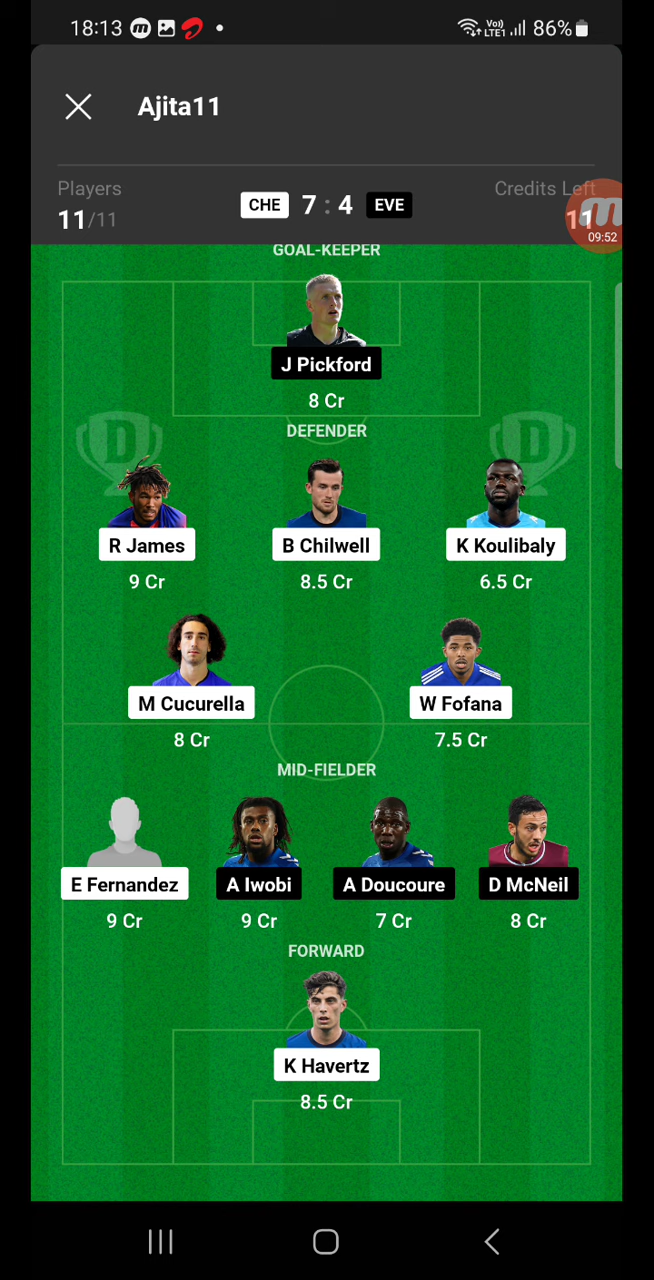 18:13 Vo) LTE1 86%
Ajita11
Players Credits Left
11/11 CHE 7 : 4 EVE 11
09:52
GOAL-KEEPER
J Pickford
8 Cr
DEFENDER
D D
R James B Chilwell K Koulibaly
9 Cr 8.5 Cr 6.5 Cr
M Cucurella W Fofana
8 Cr 7.5 Cr
MID-FIELDER
E Fernandez A Iwobi A Doucoure D McNeil
9 Cr 9 Cr 7 Cr 8 Cr
FORWARD
K Havertz
8.5 Cr